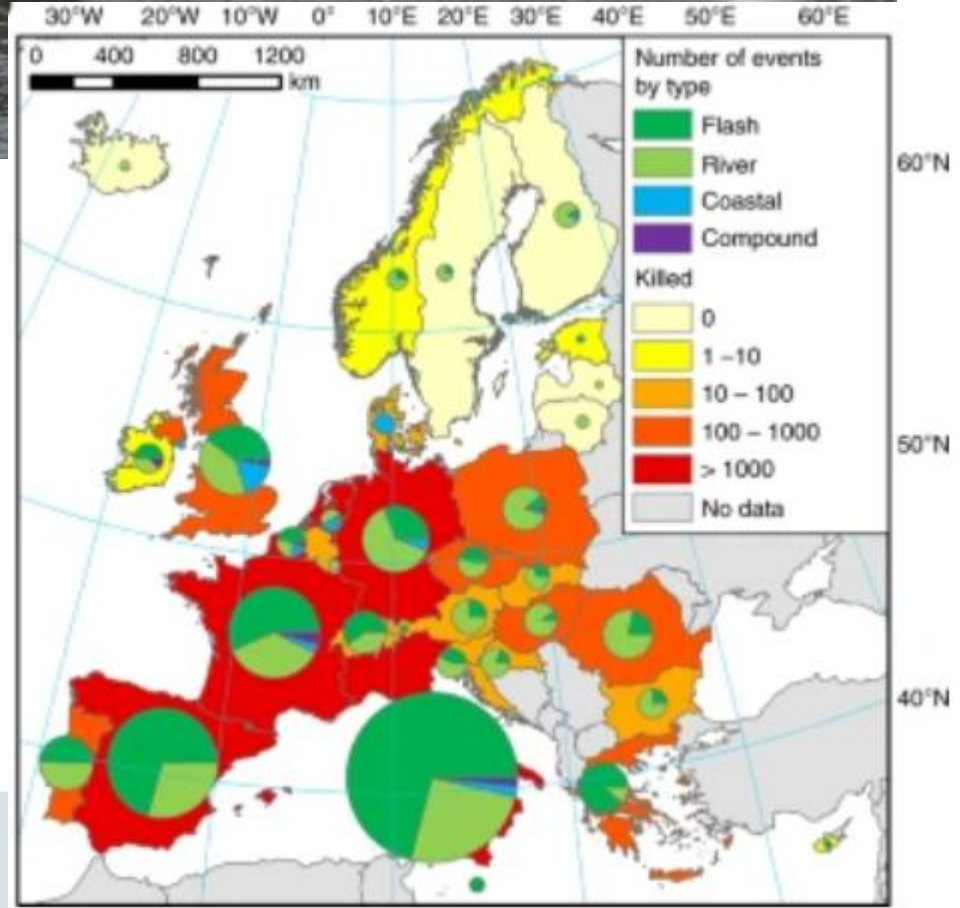 30°W 20°W 10°W 0° 10°E 20°E 30°E 40°E 50°E 60°E
0 400 800 1200
km
Number of events
by type
Flash
River
Coastal
Compound
Killed
0
1 –10
10 – 100
100 – 1000
> 1000
No data
60°N
50°N
40°N